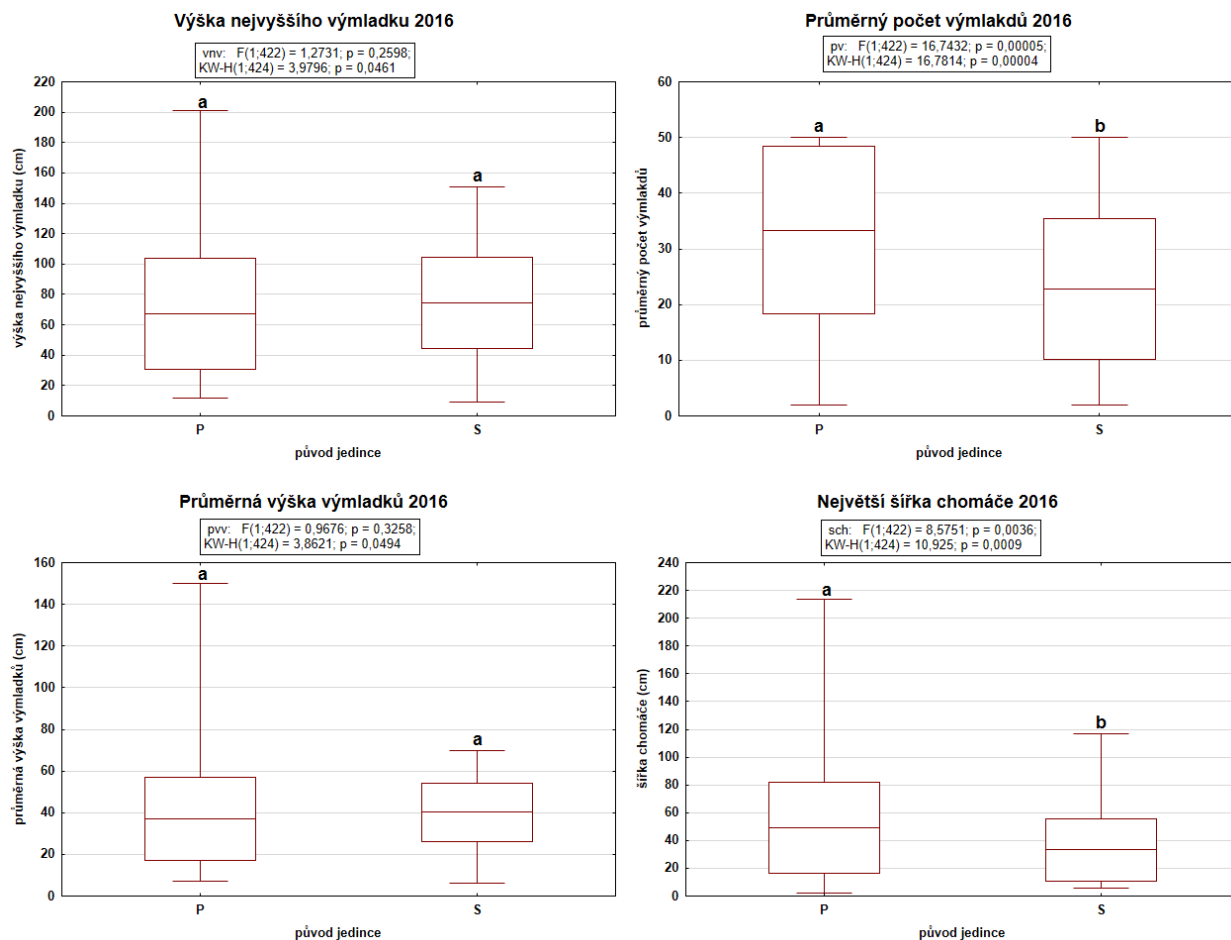 Výška nejvyššího výmladku 2016
vnv: F(1;422) = 1,2731; p = 0,2598;
KW-H(1;424) = 3,9796; p = 0,0461
220
200
180
160
140
120
100
80
60
40
20
0
výška nejvyššího výmladku (cm)
a
a
P
S
původ jedince
Průměrný počet výmlakdů 2016
pv: F(1;422) = 16,7432; p = 0,00005;
KW-H(1;424) = 16,7814; p = 0,00004
60
50
40
30
20
10
0
průměrný počet výmlakdů
a
b
P
S
původ jedince
Průměrná výška výmladků 2016
pvv: F(1;422) = 0,9676; p = 0,3258;
KW-H(1;424) = 3,8621; p = 0,0494
160
140
120
100
80
60
40
20
0
průměrná výška výmladků (cm)
a
a
P
S
původ jedince
Největší šířka chomáče 2016
sch: F(1;422) = 8,5751; p = 0,0036;
KW-H(1;424) = 10,925; p = 0,0009
240
220
200
180
160
140
120
100
80
60
40
20
0
šířka chomáče (cm)
a
b
P
S
původ jedince